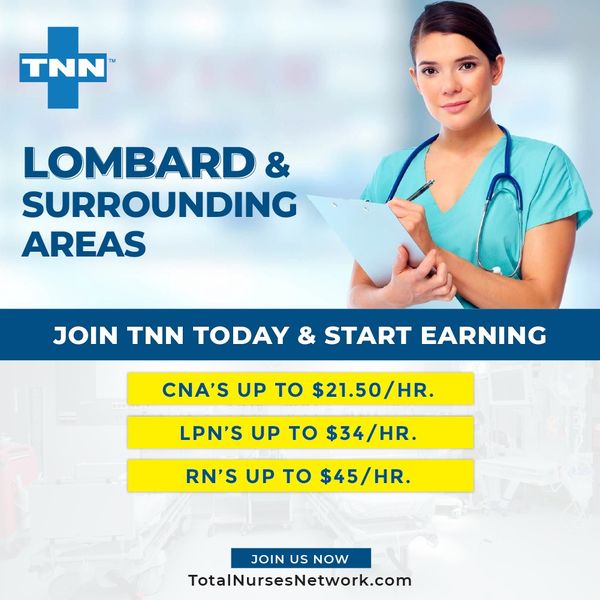 TNN™
LOMBARD &
SURROUNDING
AREAS
JOIN TNN TODAY & START EARNING
CNA'S UP TO $21.50/HR.
LPN'S UP TO $34/HR.
RN'S UP TO $45/HR.
JOIN US NOW
TotalNursesNetwork.com